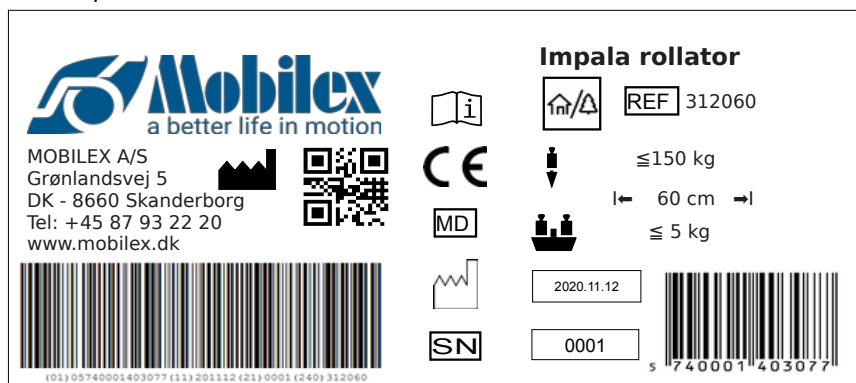 Mobilex
a better life in motion
MOBILEX A/S
Grønlandsvej 5
DK - 8660 Skanderborg
Tel: +45 87 93 22 20
www.mobilex.dk
(01)05740001403077(11)201112(21)0001(240)312060
i
CE
MD
SN
Impala rollator
REF 312060
≦150 kg
60 cm
≦ 5 kg
2020.11.12
0001
5 740001 403077